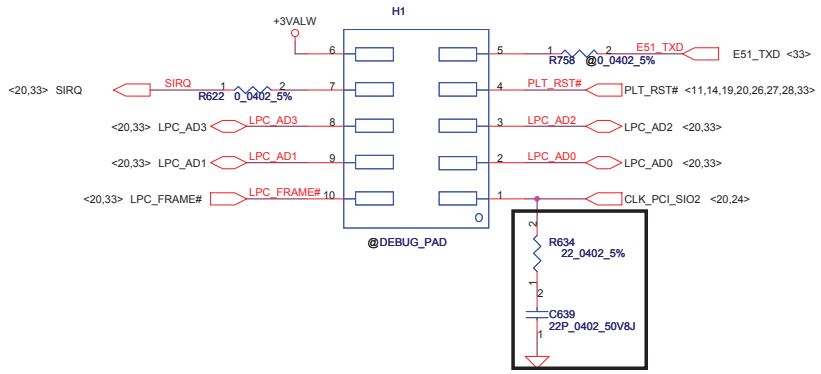 H1
+3VALW
6
5
1
2
E51_TXD
E51_TXD <33>
R758
@0_0402_5%
<20,33> SIRQ
SIRQ
1
2
7
R622
0_0402_5%
4
PLT_RST#
PLT_RST# <11,14,19,20,26,27,28,33>
<20,33> LPC_AD3
LPC_AD3
8
3
LPC_AD2
LPC_AD2 <20,33>
<20,33> LPC_AD1
LPC_AD1
9
2
LPC_AD0
LPC_AD0 <20,33>
<20,33> LPC_FRAME#
LPC_FRAME#
10
1
CLK_PCI_SIO2 <20,24>
O
@DEBUG_PAD
2
R634
22_0402_5%
1
2
C639
22P_0402_50V8J
1